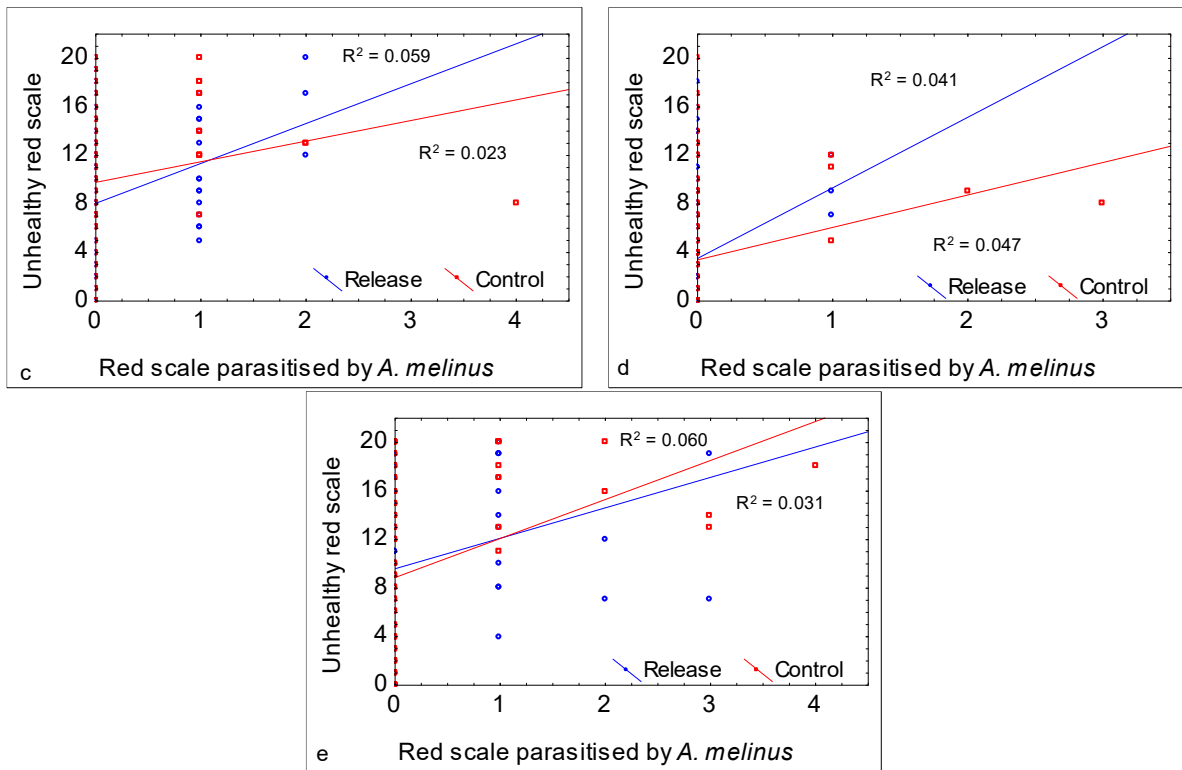 20
16
12
8
4
0
Unhealthy red scale
R² = 0.059
R² = 0.023
Release Control
0 1 2 3 4
Red scale parasitised by A. melinus
c
20
16
12
8
4
0
Unhealthy red scale
R² = 0.041
R² = 0.047
Release Control
0 1 2 3
Red scale parasitised by A. melinus
d
20
16
12
8
4
0
Unhealthy red scale
R² = 0.060
R² = 0.031
Release Control
0 1 2 3 4
Red scale parasitised by A. melinus
e